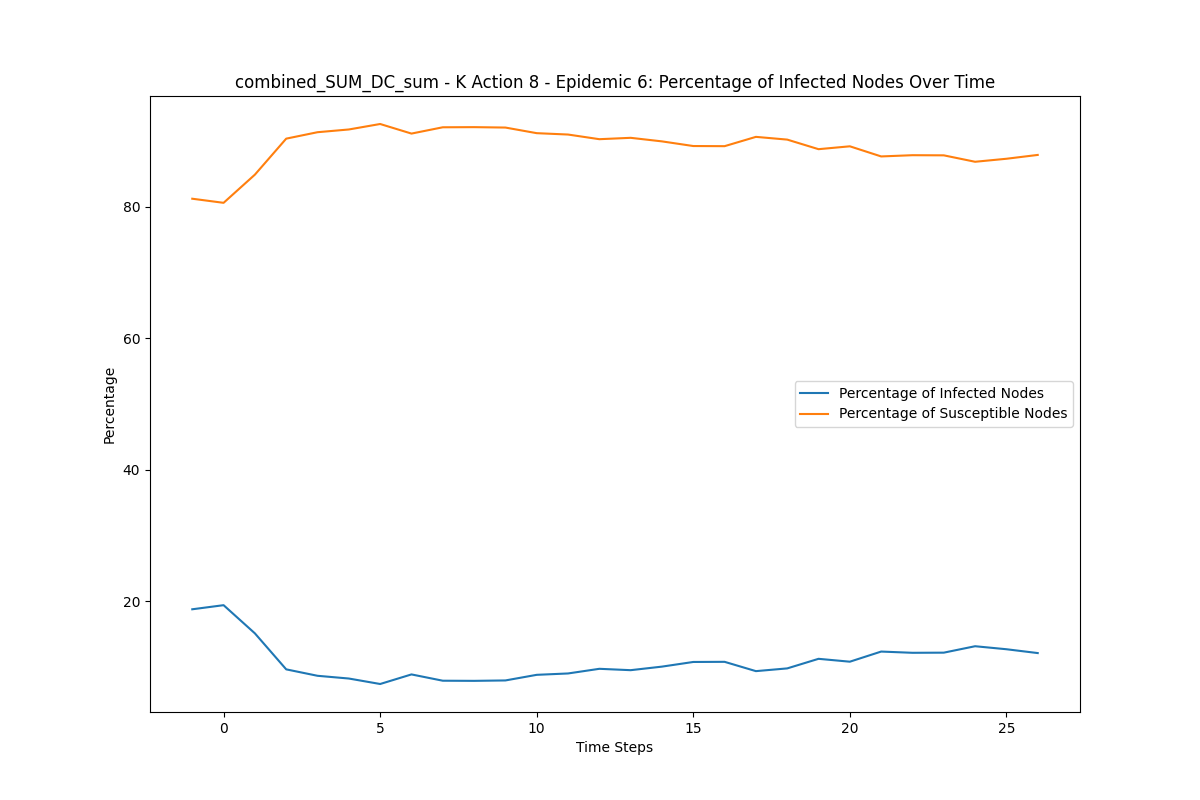 combined_SUM_DC_sum - K Action 8 - Epidemic 6: Percentage of Infected Nodes Over Time
Percentage
80
60
40
20
Percentage of Infected Nodes
Percentage of Susceptible Nodes
0 5 10 15 20 25
Time Steps